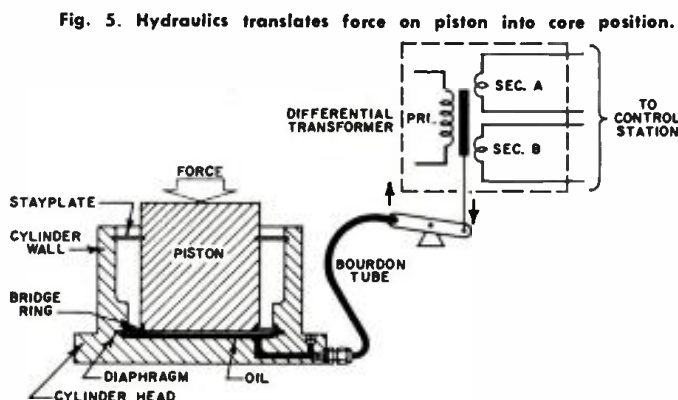 Fig. 5. Hydraulics translates force on piston into core position.
SEC. A
DIFFERENTIAL
TRANSFORMER
PRI.
TO
CONTROL
STATION
SEC. B
FORCE
STAYPLATE
CYLINDER
WALL
PISTON
BOURDON
TUBE
BRIDGE
RING
DIAPHRAGM
OIL
CYLINDER HEAD